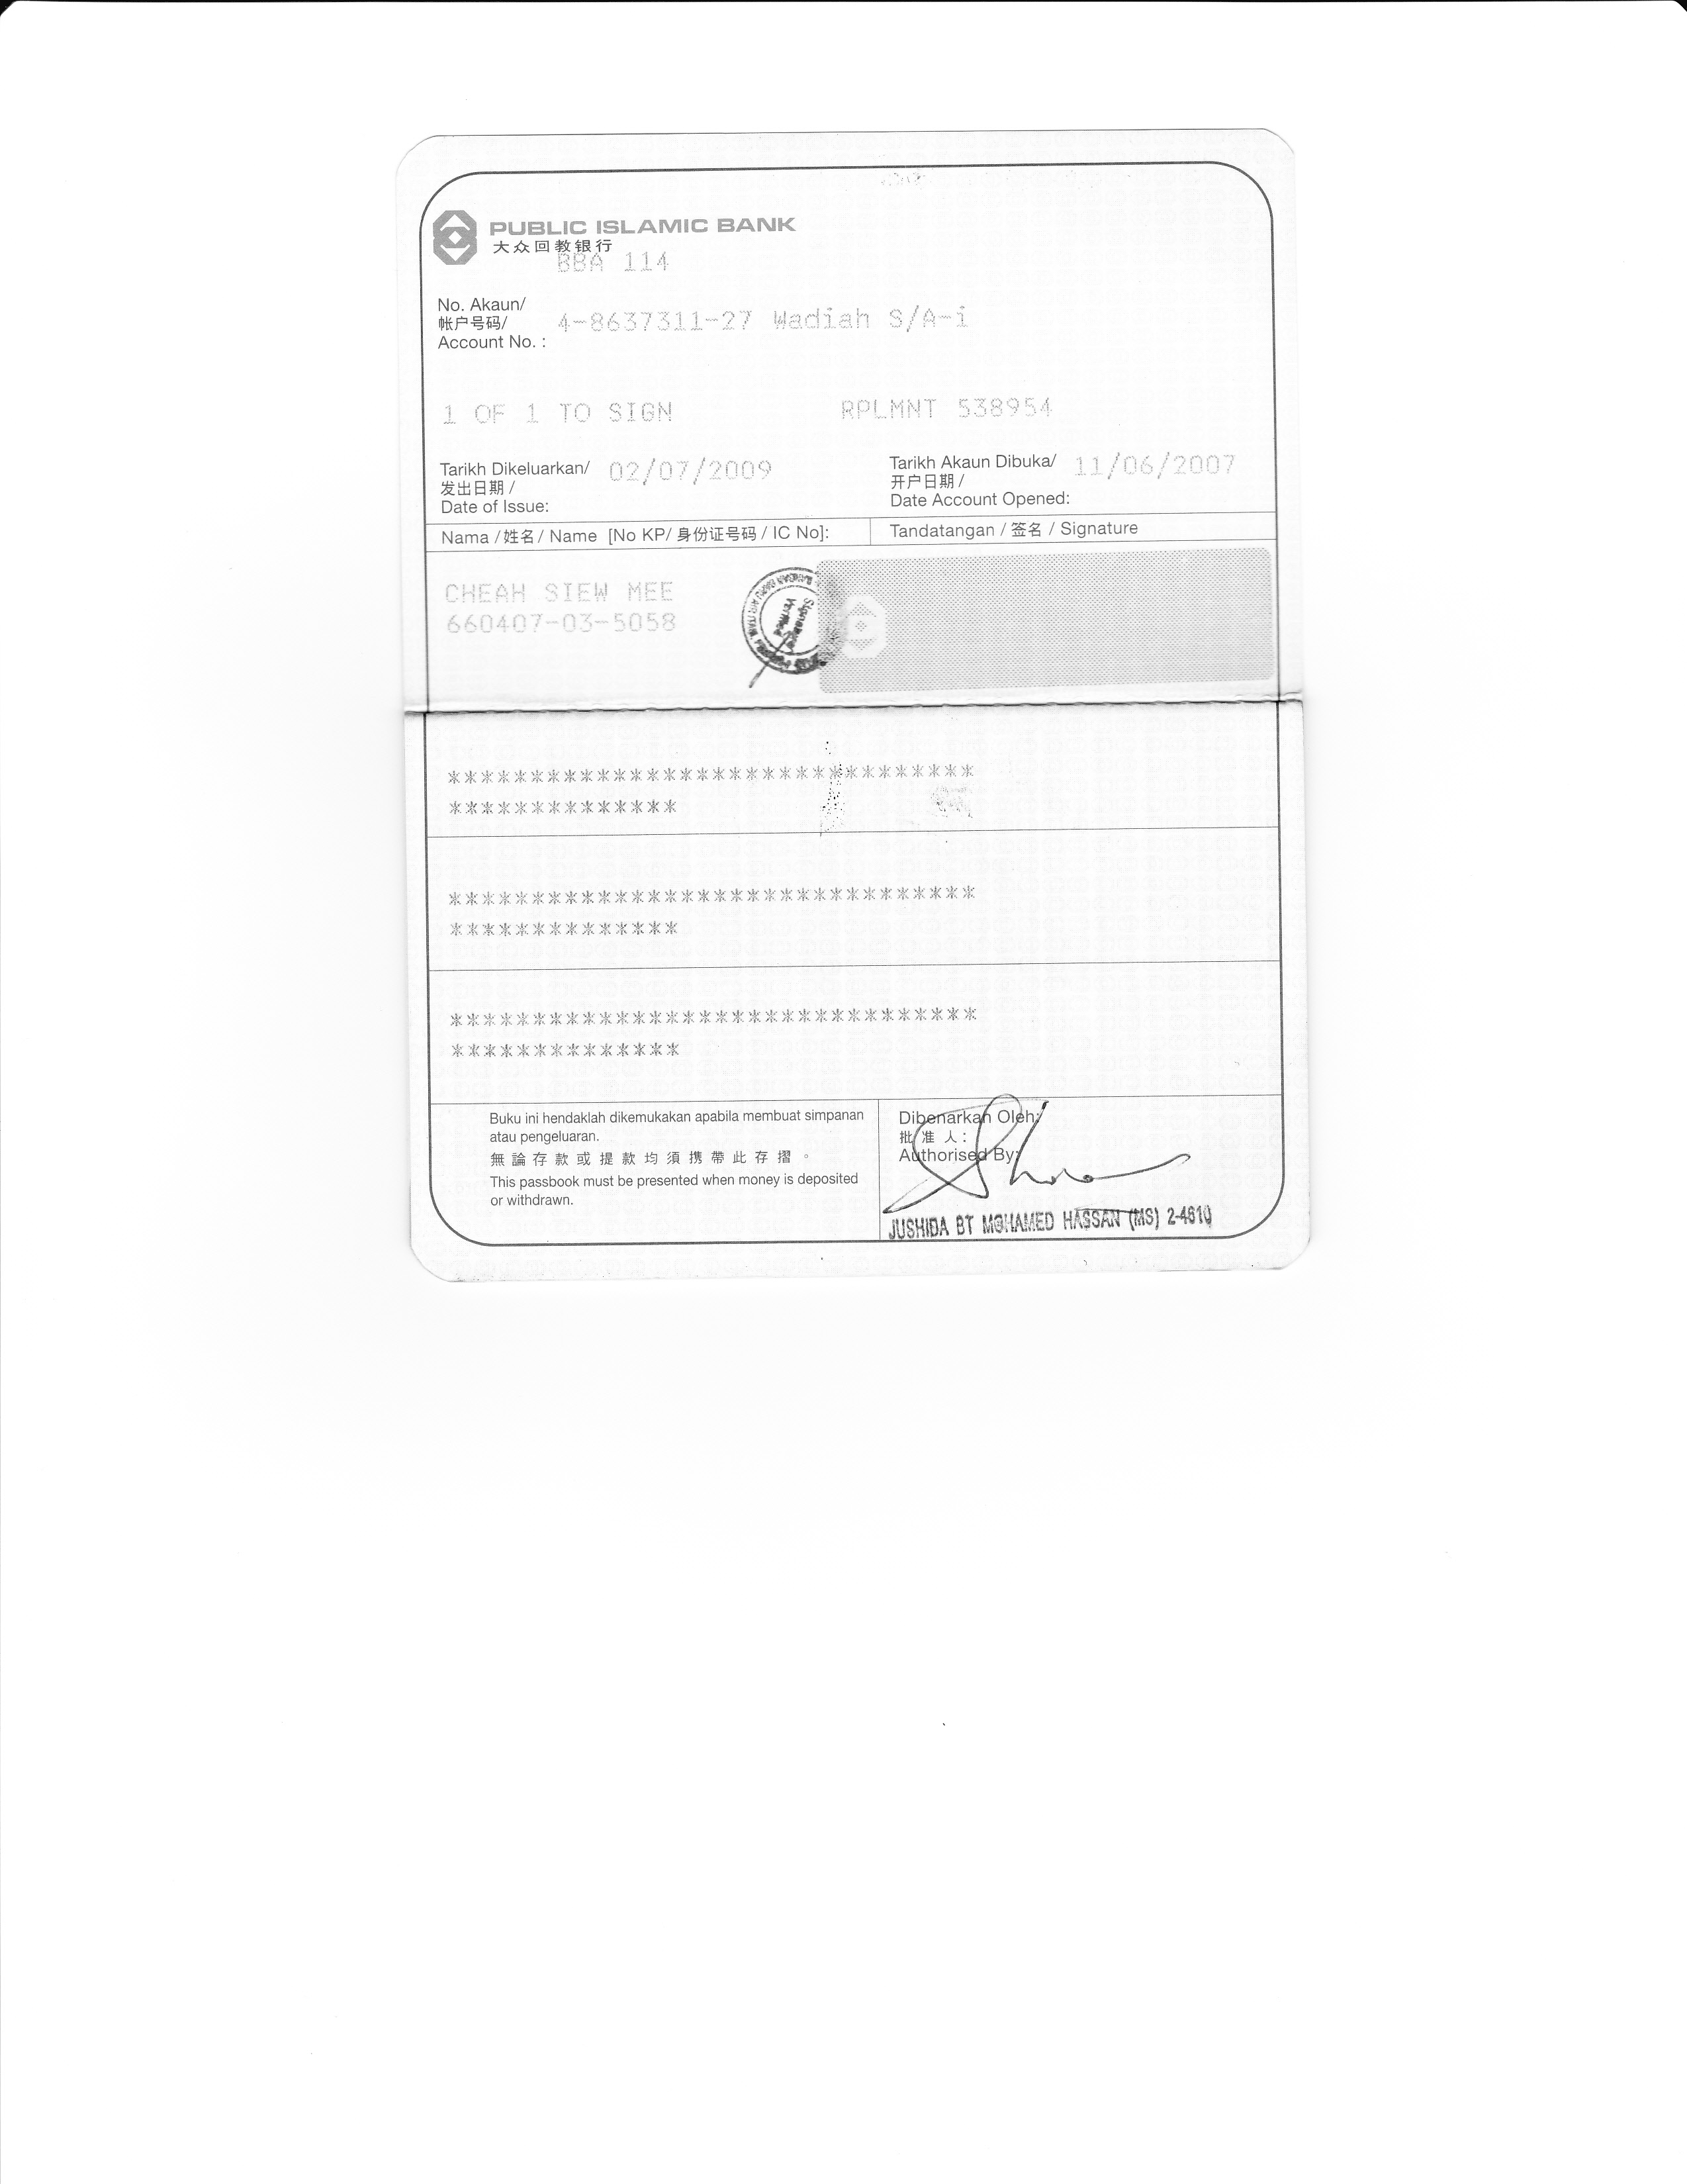 PUBLIC ISLAMIC BANK
大众回教银行
BBA 114
No. Akaun/
帐户号码/
Account No. : 4-8637311-27 Wadiah S/A-i
1 OF 1 TO SIGN RPLMNT 538954
Tarikh Dikeluarkan/ 02/07/2009 Tarikh Akaun Dibuka/ 11/06/2007
发出日期 / 开户日期 /
Date of Issue: Date Account Opened:
Nama / 姓名 / Name [No KP/ 身份证号码 / IC No]: Tandatangan / 签名 / Signature
CHEAH SIEW MEE
660407-03-5058
Signature
Verified
********************************
**************
********************************
**************
********************************
**************
Buku ini hendaklah dikemukakan apabila membuat simpanan
atau pengeluaran.
無論存款或提款均須携帶此存摺。
This passbook must be presented when money is deposited
or withdrawn.
Dibenarkan Oleh:
批准人:
Authorised By:
JUSHIDA BT MOHAMED HASSAN (MS) 2-4610